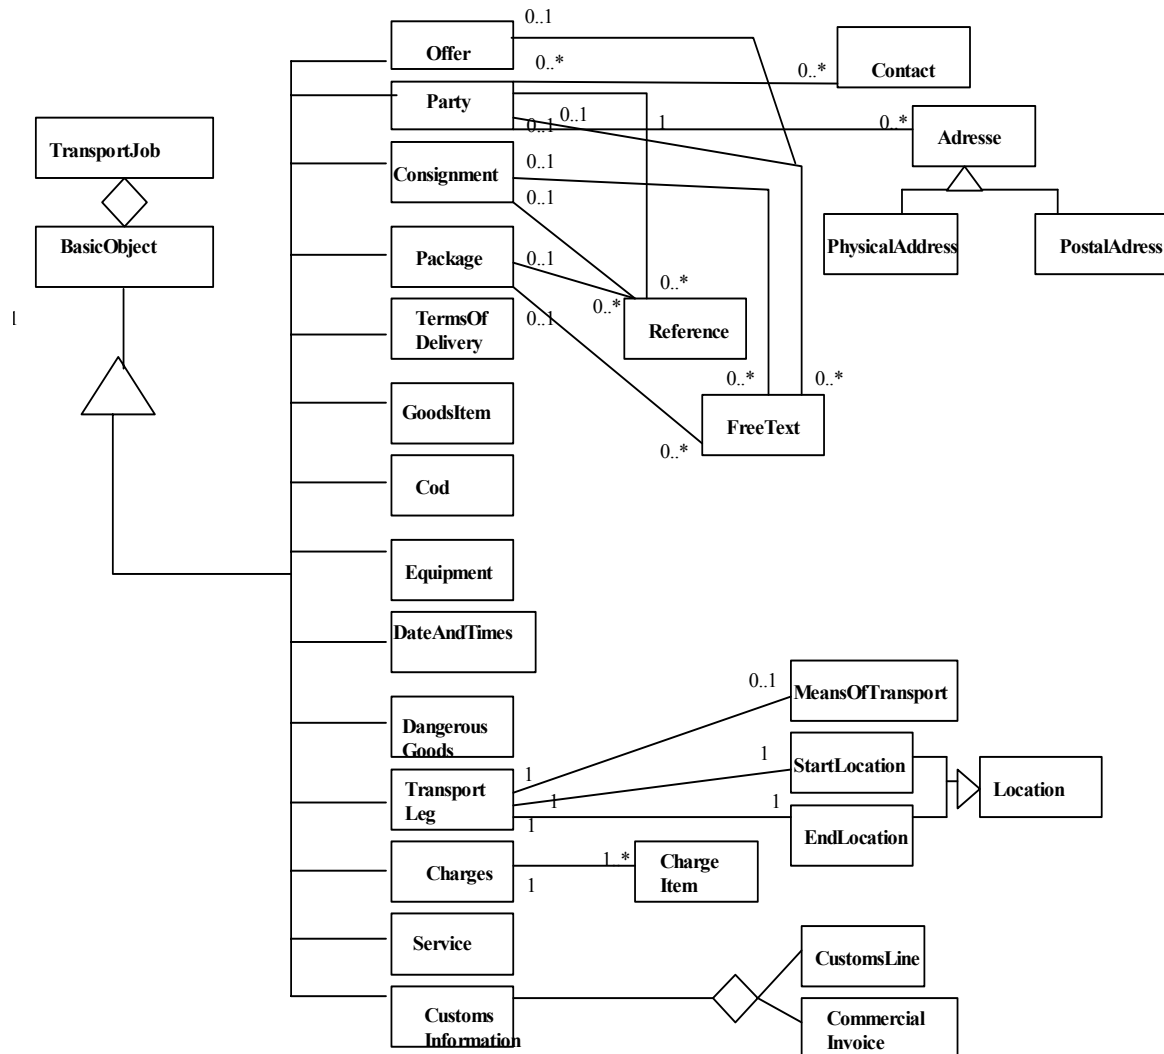 0..1
Offer
0..*
0..*
Contact
Party
0..1
0..1
1
0..*
Adresse
TransportJob
Consignment
0..1
0..1
BasicObject
Package
0..1
PhysicalAddress
PostalAdress
0..*
0..*
1
TermsOf
Delivery
0..1
Reference
0..*
0..*
GoodsItem
FreeText
0..*
Cod
Equipment
DateAndTimes
0..1
MeansOfTransport
Dangerous
Goods
1
1
StartLocation
Transport
Leg
1
1
1
Location
EndLocation
Charges
1
1..*
Charge
Item
Service
CustomsLine
Customs
Information
Commercial
Invoice